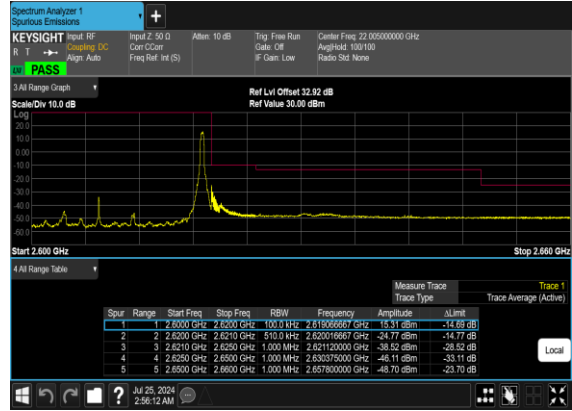 Spectrum Analyzer 1
Spurious Emissions
KEYSIGHT Input: RF Input Z: 50 Ω Atten: 10 dB Trig: Free Run Center Freq: 22.005000000 GHz
R T Coupling: DC Corr CCorr Gate: Off Avg|Hold: 100/100
Align: Auto Freq Ref: Int (S) IF Gain: Low Radio Std: None
PASS
3 All Range Graph Ref Lvl Offset 32.92 dB
Scale/Div 10.0 dB Ref Value 30.00 dBm
Log
20.0
10.0
0.00
-10.0
-20.0
-30.0
-40.0
-50.0
-60.0
Start 2.600 GHz Stop 2.660 GHz
4 All Range Table
Measure Trace Trace 1
Trace Type Trace Average (Active)
Spur Range Start Freq Stop Freq RBW Frequency Amplitude ΔLimit
1 1 2.6000 GHz 2.6200 GHz 100.0 kHz 2.619066667 GHz 15.31 dBm -14.69 dB
2 2 2.6200 GHz 2.6210 GHz 510.0 kHz 2.620016667 GHz -24.77 dBm -14.77 dB
3 3 2.6210 GHz 2.6250 GHz 1.000 MHz 2.621120000 GHz -38.52 dBm -28.52 dB
4 4 2.6250 GHz 2.6500 GHz 1.000 MHz 2.630375000 GHz -46.11 dBm -33.11 dB
5 5 2.6500 GHz 2.6600 GHz 1.000 MHz 2.657800000 GHz -48.70 dBm -23.70 dB
Local
Jul 25, 2024
2:56:12 AM